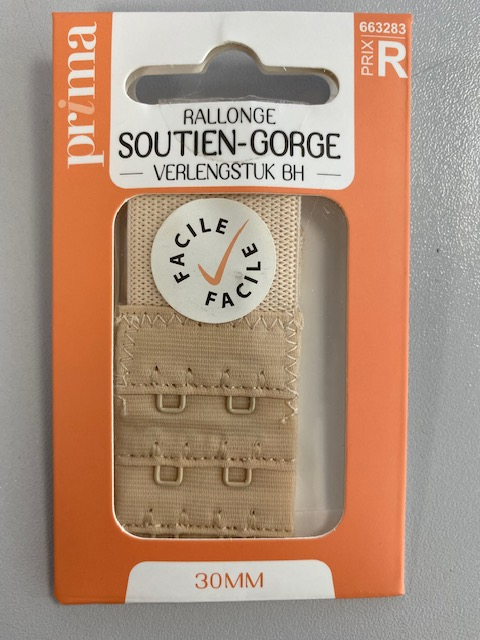 prima
663283
PRIX R
RALLONGE
SOUTIEN-GORGE
VERLENGSTUK BH
FACILE
FACILE
30MM